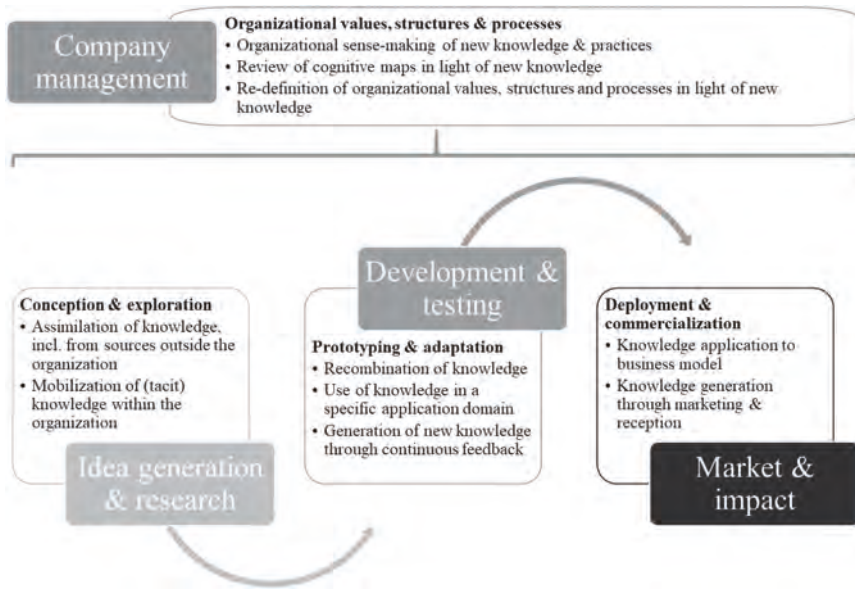 Company
management
Organizational values, structures & processes
• Organizational sense-making of new knowledge & practices
• Review of cognitive maps in light of new knowledge
• Re-definition of organizational values, structures and processes in light of new
knowledge
Conception & exploration
• Assimilation of knowledge,
incl. from sources outside the
organization
• Mobilization of (tacit)
knowledge within the
organization
Idea generation
& research
Development &
testing
Prototyping & adaptation
• Recombination of knowledge
• Use of knowledge in a
specific application domain
• Generation of new knowledge
through continuous feedback
Deployment &
commercialization
• Knowledge application to
business model
• Knowledge generation
through marketing &
reception
Market &
impact